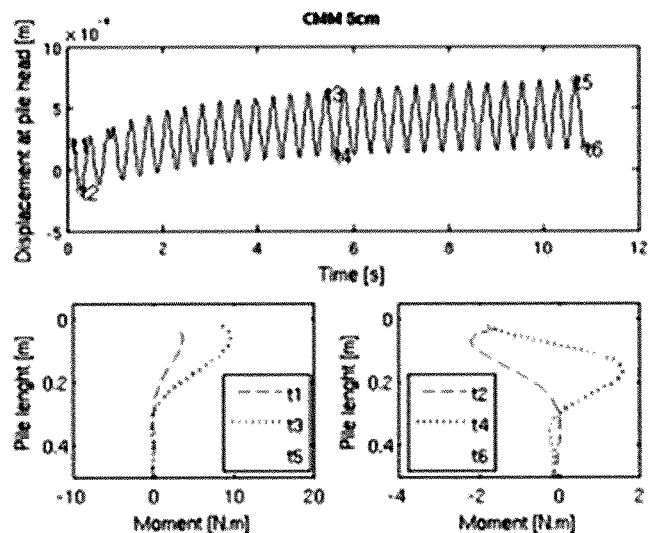 CMM 5cm
× 10
Displacement at pile head [m]
10
5
0
-5
t2
t3
t4
t5
t6
0 2 4 6 8 10 12
Time [s]
Pile lenght [m]
0
0.2
0.4
t1
t3
t5
-10 0 10 20
Moment [N.m]
Pile lenght [m]
0
0.2
0.4
t2
t4
t6
-4 -2 0 2
Moment [N.m]